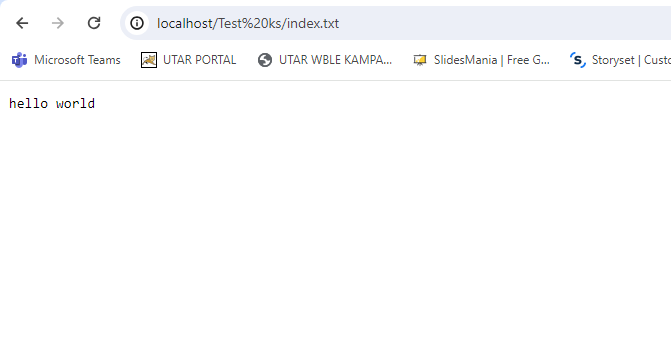 localhost/Test%20ks/index.txt
Microsoft Teams UTAR PORTAL UTAR WBLE KAMPA... SlidesMania | Free G... Storyset | Custo
hello world